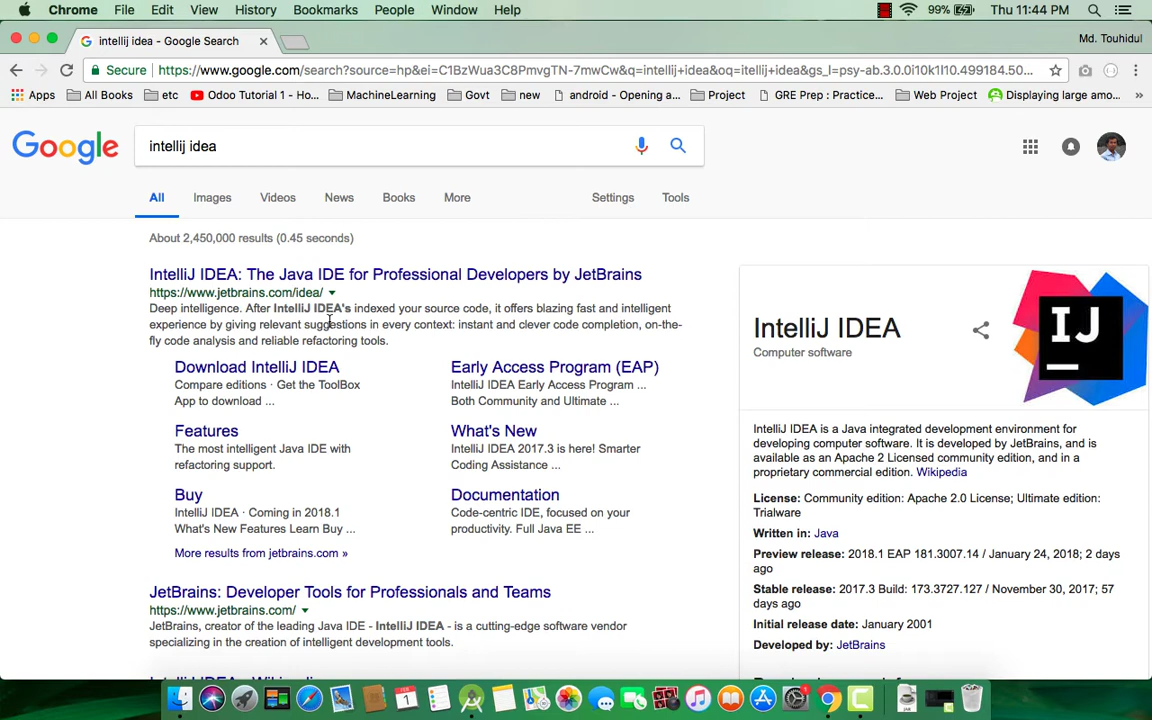 Chrome File Edit View History Bookmarks People Window Help 99% Thu 11:44 PM
intellij idea - Google Search Md. Touhidul
Secure https://www.google.com/search?source=hp&ei=C1BzWua3C8PmvgTN-7mwCw&q=intellij+idea&oq=itellij+idea&gs_l=psy-ab.3.0.0i10k1l10.499184.50...
Apps All Books etc Odoo Tutorial 1 - Ho... MachineLearning Govt new android - Opening a... Project GRE Prep : Practice... Web Project Displaying large amo... »
Google intellij idea
All Images Videos News Books More Settings Tools
About 2,450,000 results (0.45 seconds)
IntelliJ IDEA: The Java IDE for Professional Developers by JetBrains
https://www.jetbrains.com/idea/
Deep intelligence. After IntelliJ IDEA's indexed your source code, it offers blazing fast and intelligent
experience by giving relevant suggestions in every context: instant and clever code completion, on-the-
fly code analysis and reliable refactoring tools.
Download IntelliJ IDEA
Compare editions · Get the ToolBox
App to download ...
Early Access Program (EAP)
IntelliJ IDEA Early Access Program ...
Both Community and Ultimate ...
Features
The most intelligent Java IDE with
refactoring support.
What's New
IntelliJ IDEA 2017.3 is here! Smarter
Coding Assistance ...
Buy
IntelliJ IDEA · Coming in 2018.1
What's New Features Learn Buy ...
Documentation
Code-centric IDE, focused on your
productivity. Full Java EE ...
More results from jetbrains.com »
JetBrains: Developer Tools for Professionals and Teams
https://www.jetbrains.com/
JetBrains, creator of the leading Java IDE - IntelliJ IDEA - is a cutting-edge software vendor
specializing in the creation of intelligent development tools.
IntelliJ IDEA - Wikipedia
IntelliJ IDEA
Computer software
IJ
IntelliJ IDEA is a Java integrated development environment for
developing computer software. It is developed by JetBrains, and is
available as an Apache 2 Licensed community edition, and in a
proprietary commercial edition. Wikipedia
License: Community edition: Apache 2.0 License; Ultimate edition:
Trialware
Written in: Java
Preview release: 2018.1 EAP 181.3007.14 / January 24, 2018; 2 days
ago
Stable release: 2017.3 Build: 173.3727.127 / November 30, 2017; 57
days ago
Initial release date: January 2001
Developed by: JetBrains